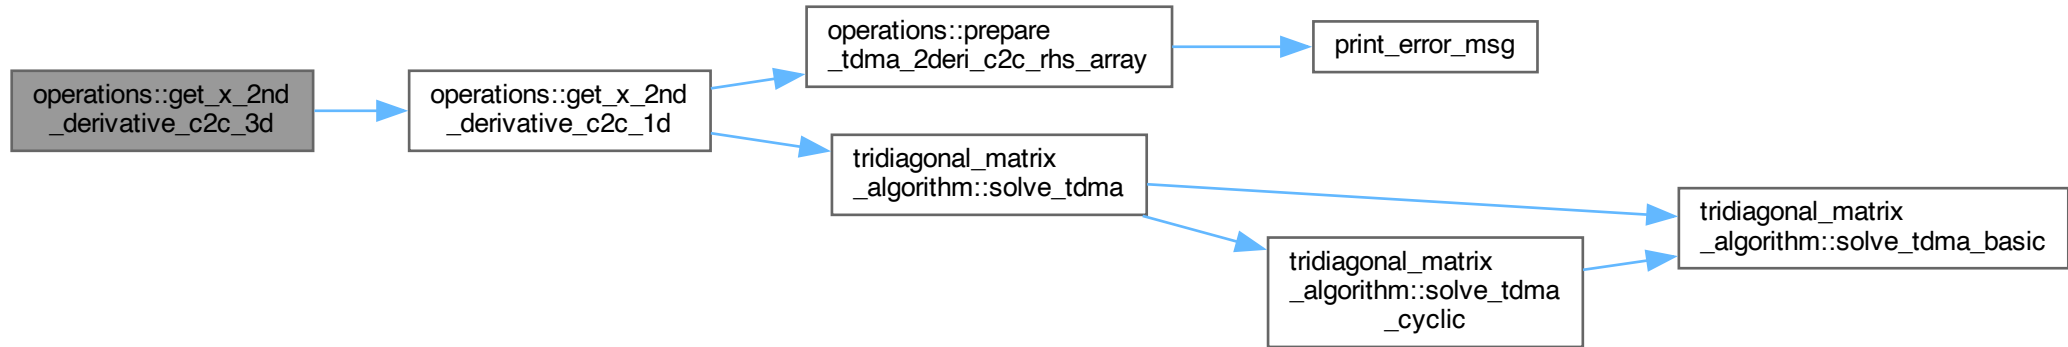 operations::get_x_2nd
_derivative_c2c_3d
operations::get_x_2nd
_derivative_c2c_1d
operations::prepare
_tdma_2deri_c2c_rhs_array
print_error_msg
tridiagonal_matrix
_algorithm::solve_tdma
tridiagonal_matrix
_algorithm::solve_tdma
_cyclic
tridiagonal_matrix
_algorithm::solve_tdma_basic